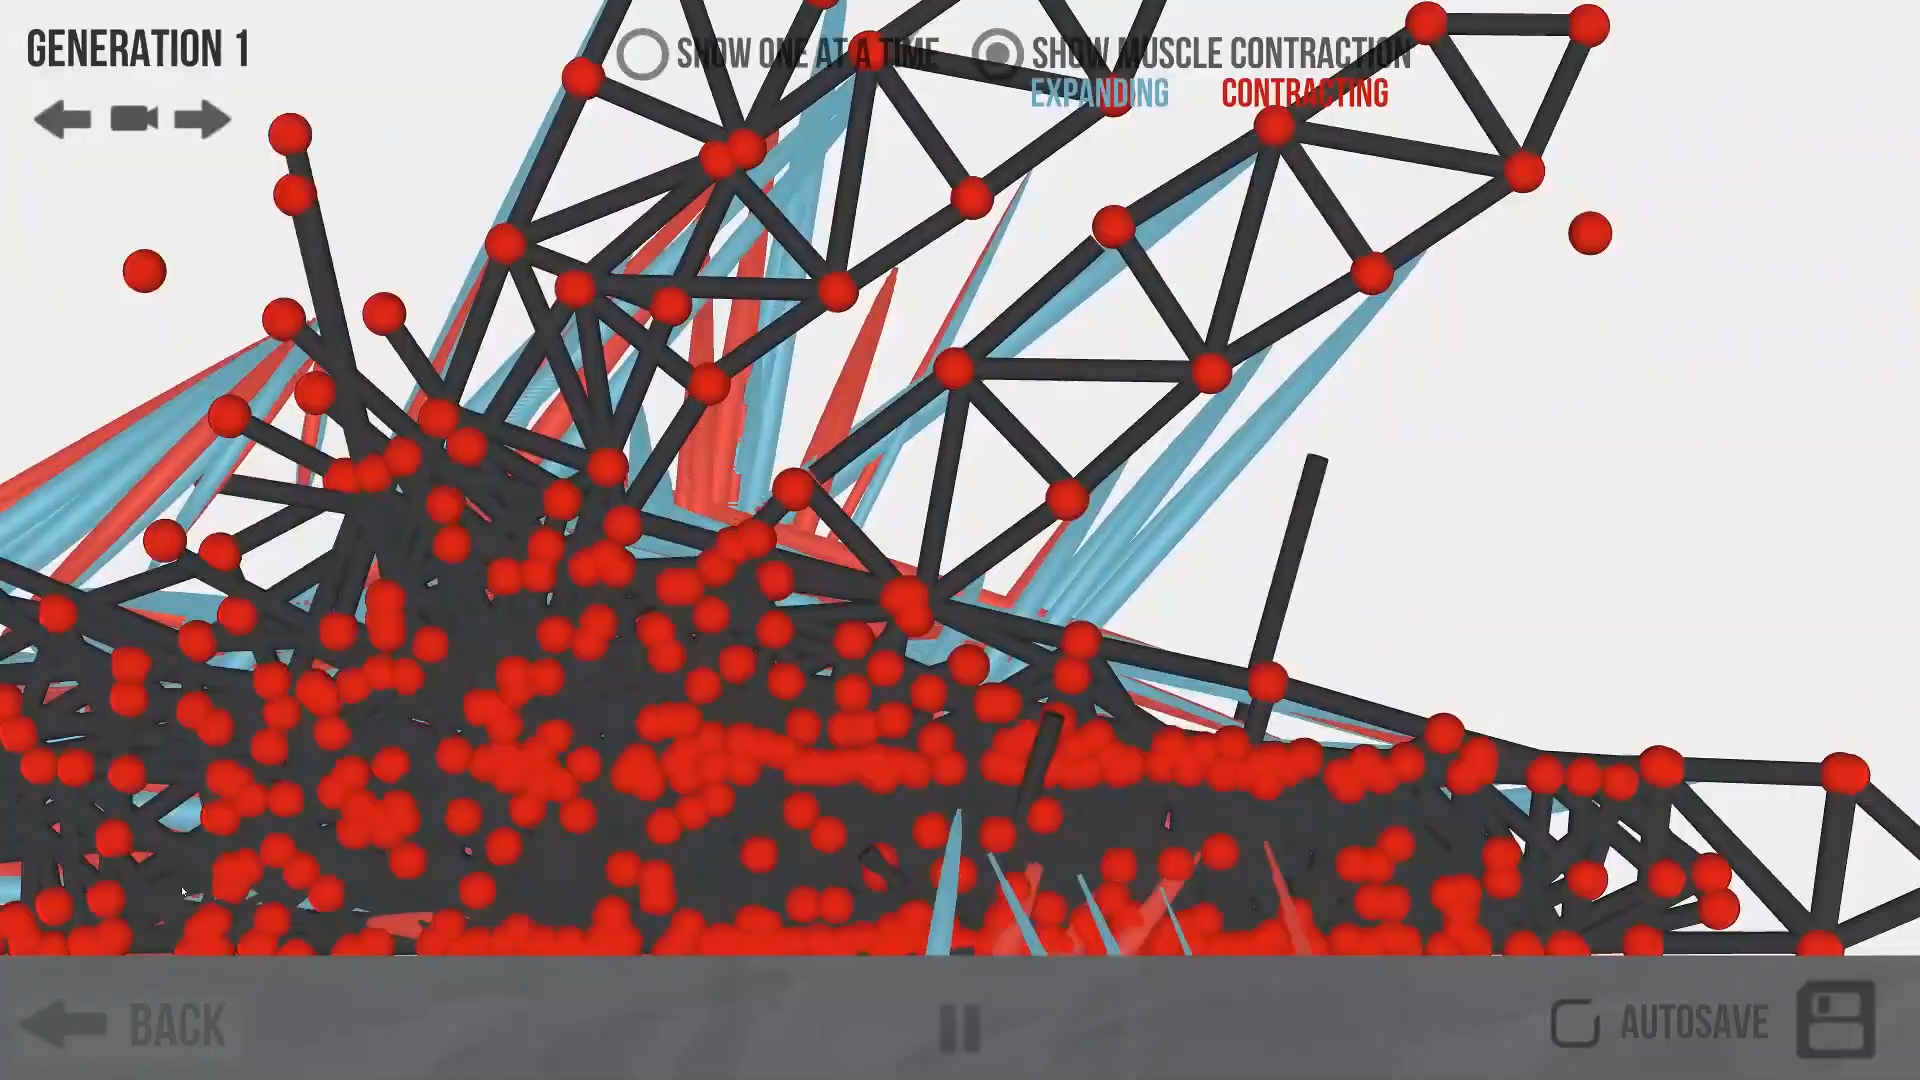 GENERATION 1
SHOW ONE AT A TIME
SHOW MUSCLE CONTRACTION
EXPANDING CONTRACTING
BACK
AUTOSAVE